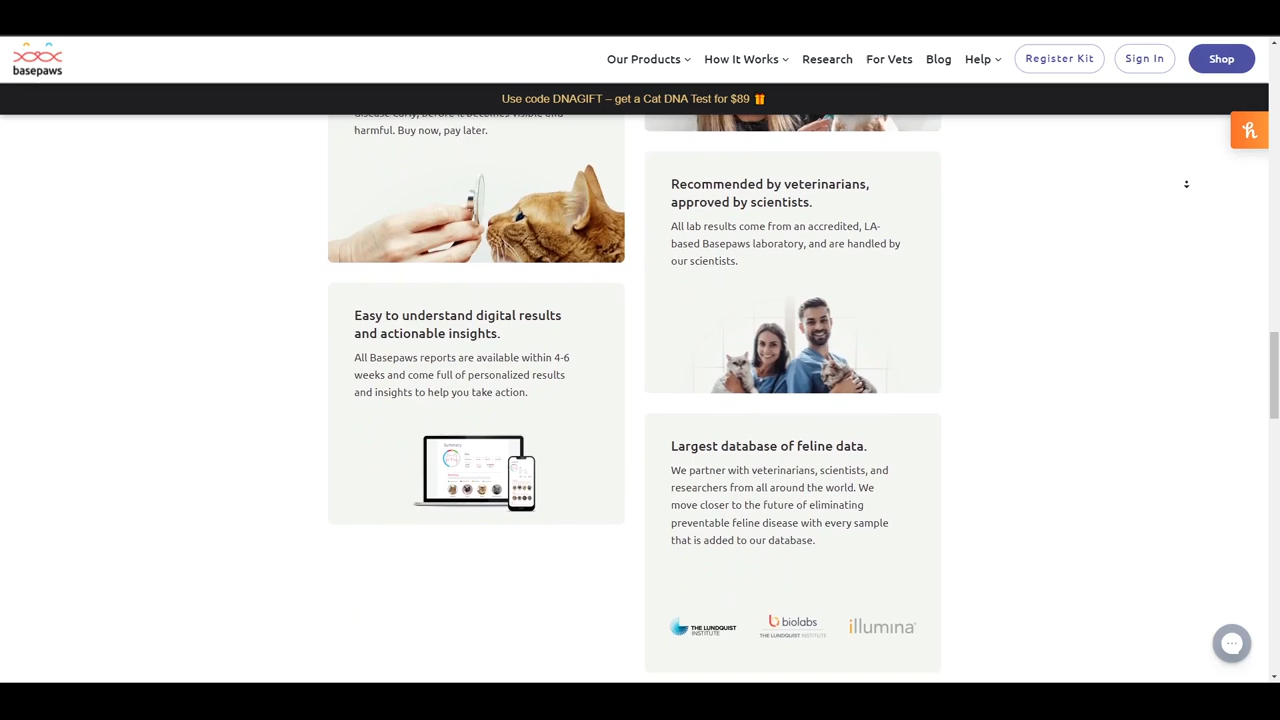 basepaws
Our Products
How It Works
Research
For Vets
Blog
Help
Register Kit
Sign In
Shop
Use code DNAGIFT – get a Cat DNA Test for $89
harmful. Buy now, pay later.
Easy to understand digital results
and actionable insights.
All Basepaws reports are available within 4-6
weeks and come full of personalized results
and insights to help you take action.
Summary
Recommended by veterinarians,
approved by scientists.
All lab results come from an accredited, LA-
based Basepaws laboratory, and are handled by
our scientists.
Largest database of feline data.
We partner with veterinarians, scientists, and
researchers from all around the world. We
move closer to the future of eliminating
preventable feline disease with every sample
that is added to our database.
THE LUNDQUIST
INSTITUTE
biolabs
THE LUNDQUIST INSTITUTE
illumina